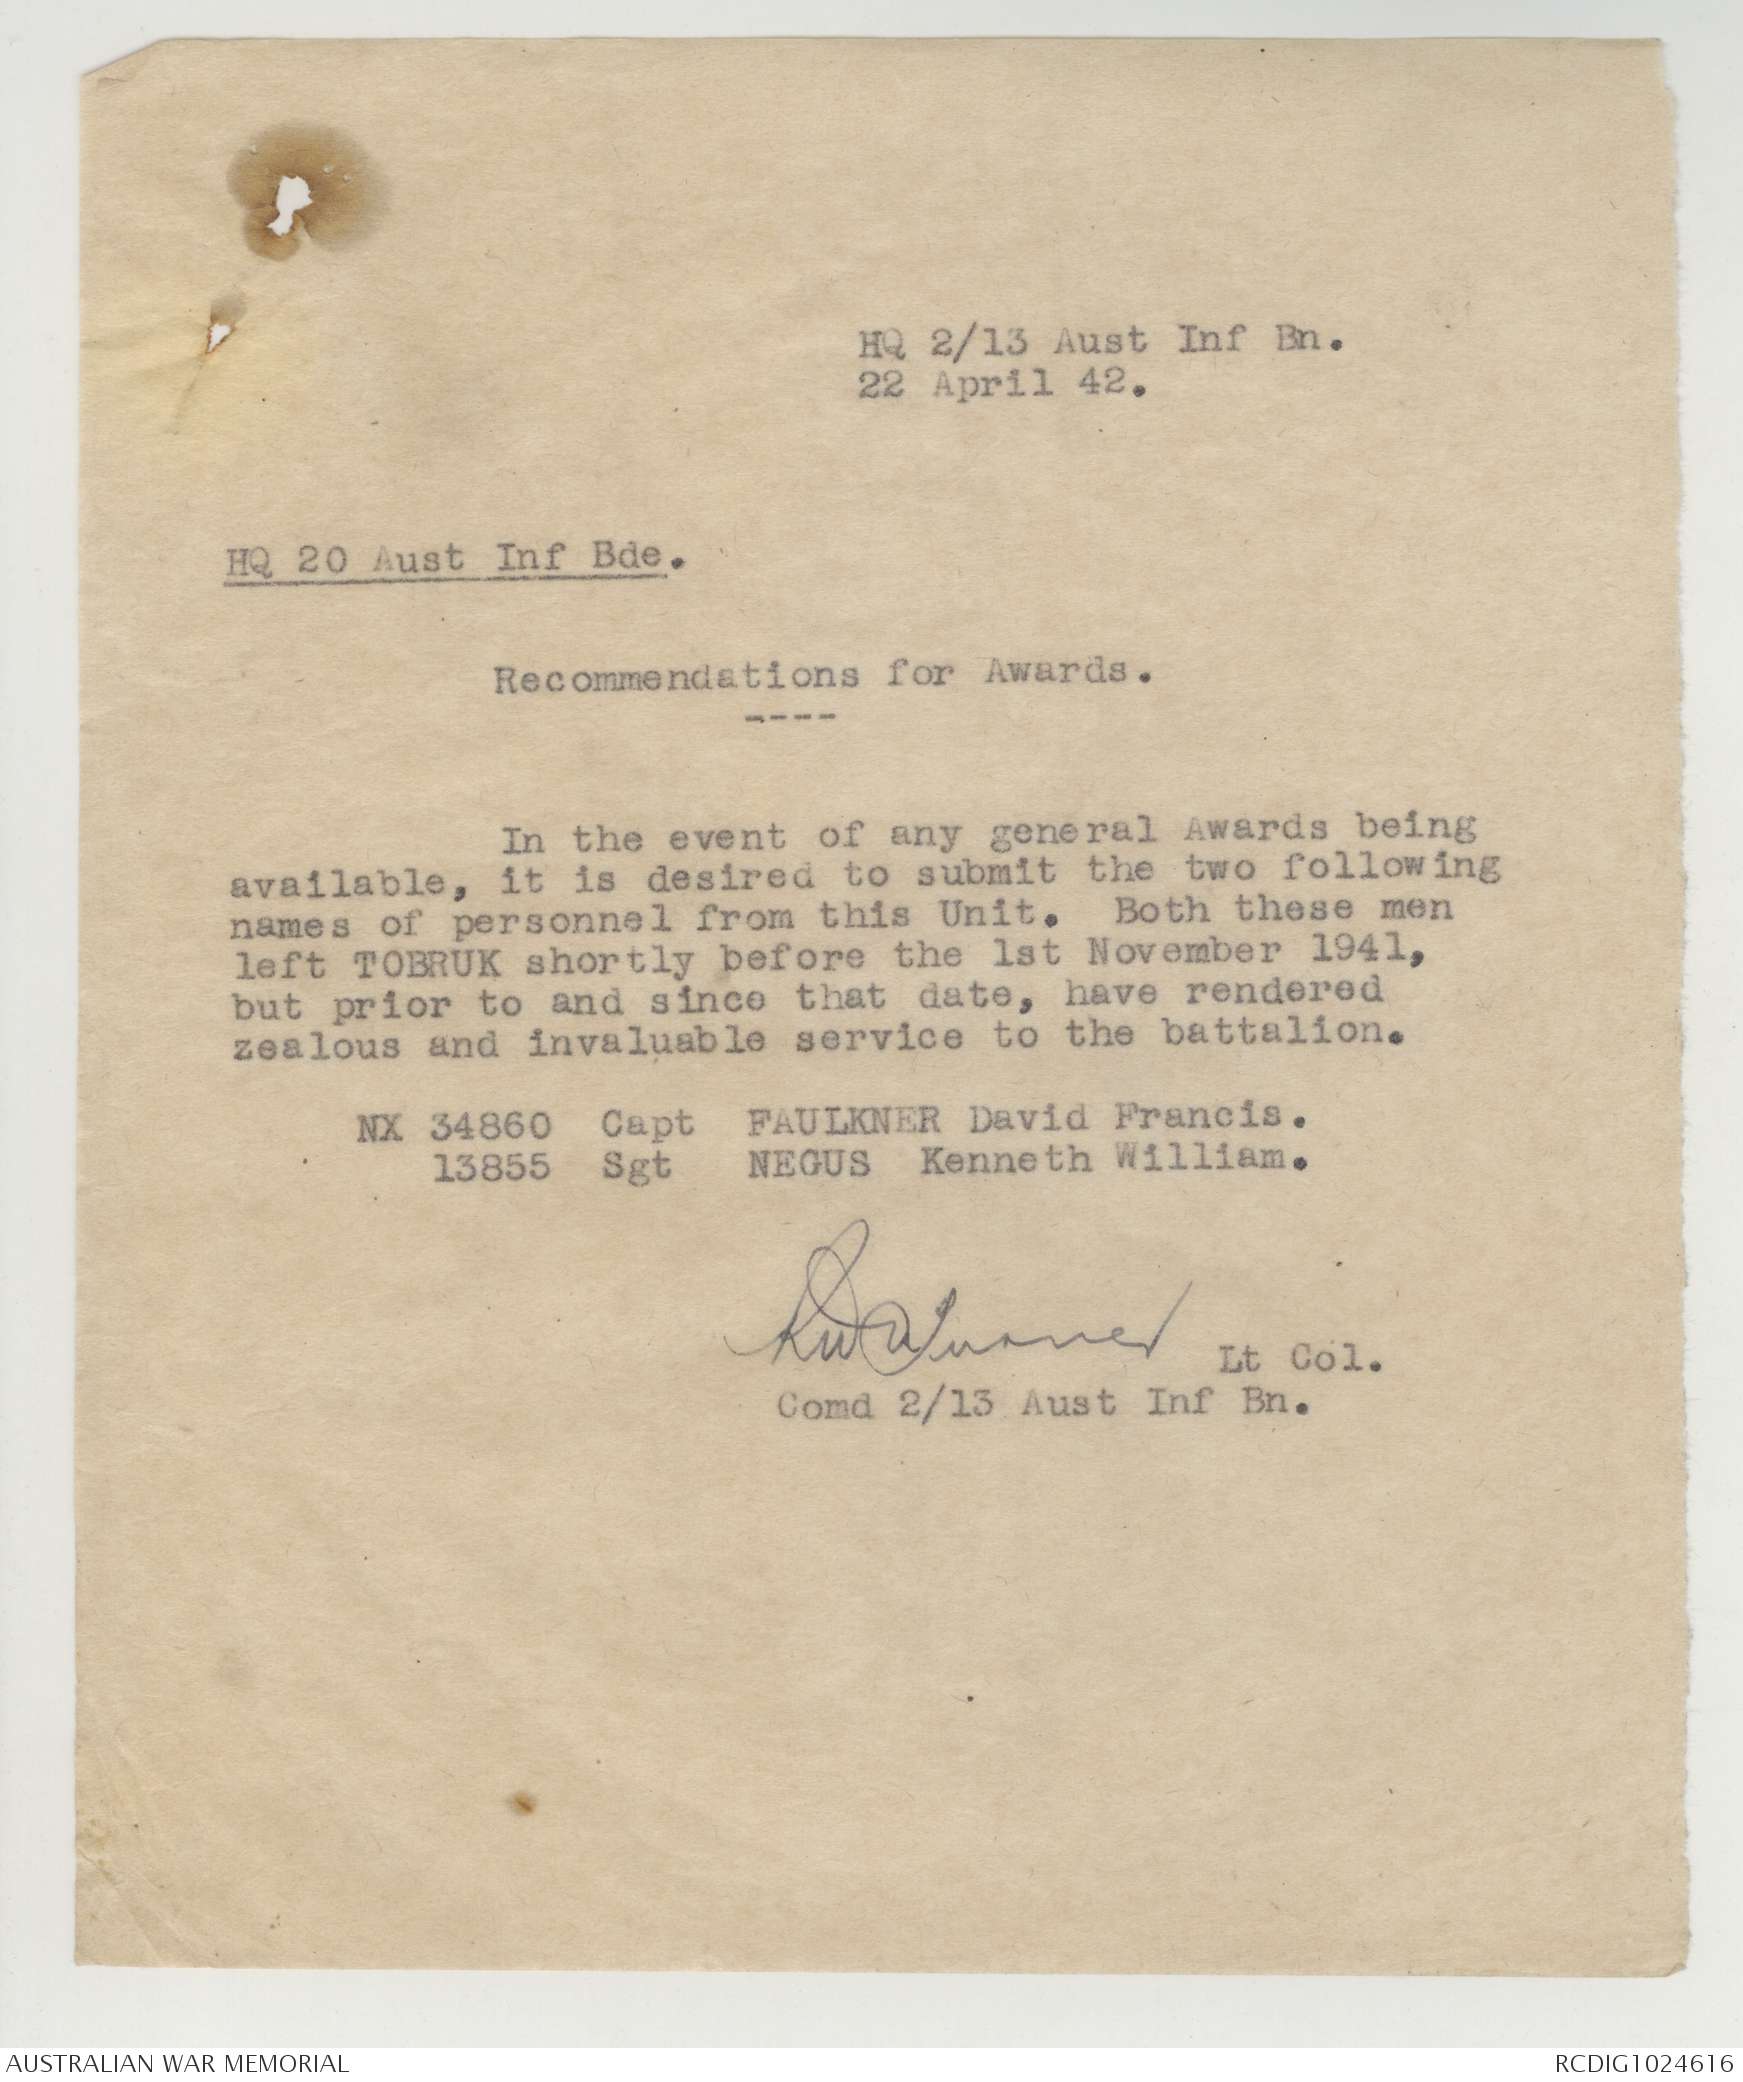 HQ 2/13 Aust Inf Bn.
22 April 42.
HQ 20 Aust Inf Bde.
Recommendations for Awards.
----
In the event of any general Awards being
available, it is desired to submit the two following
names of personnel from this Unit.  Both these men
left TOBRUK shortly before the 1st November 1941,
but prior to and since that date, have rendered
zealous and invaluable service to the battalion.
NX 34860  Capt  FAULKNER David Francis.
13855  Sgt  NEGUS  Kenneth William.
Turner Lt Col.
Comd 2/13 Aust Inf Bn.
AUSTRALIAN WAR MEMORIAL
RCDIG1024616